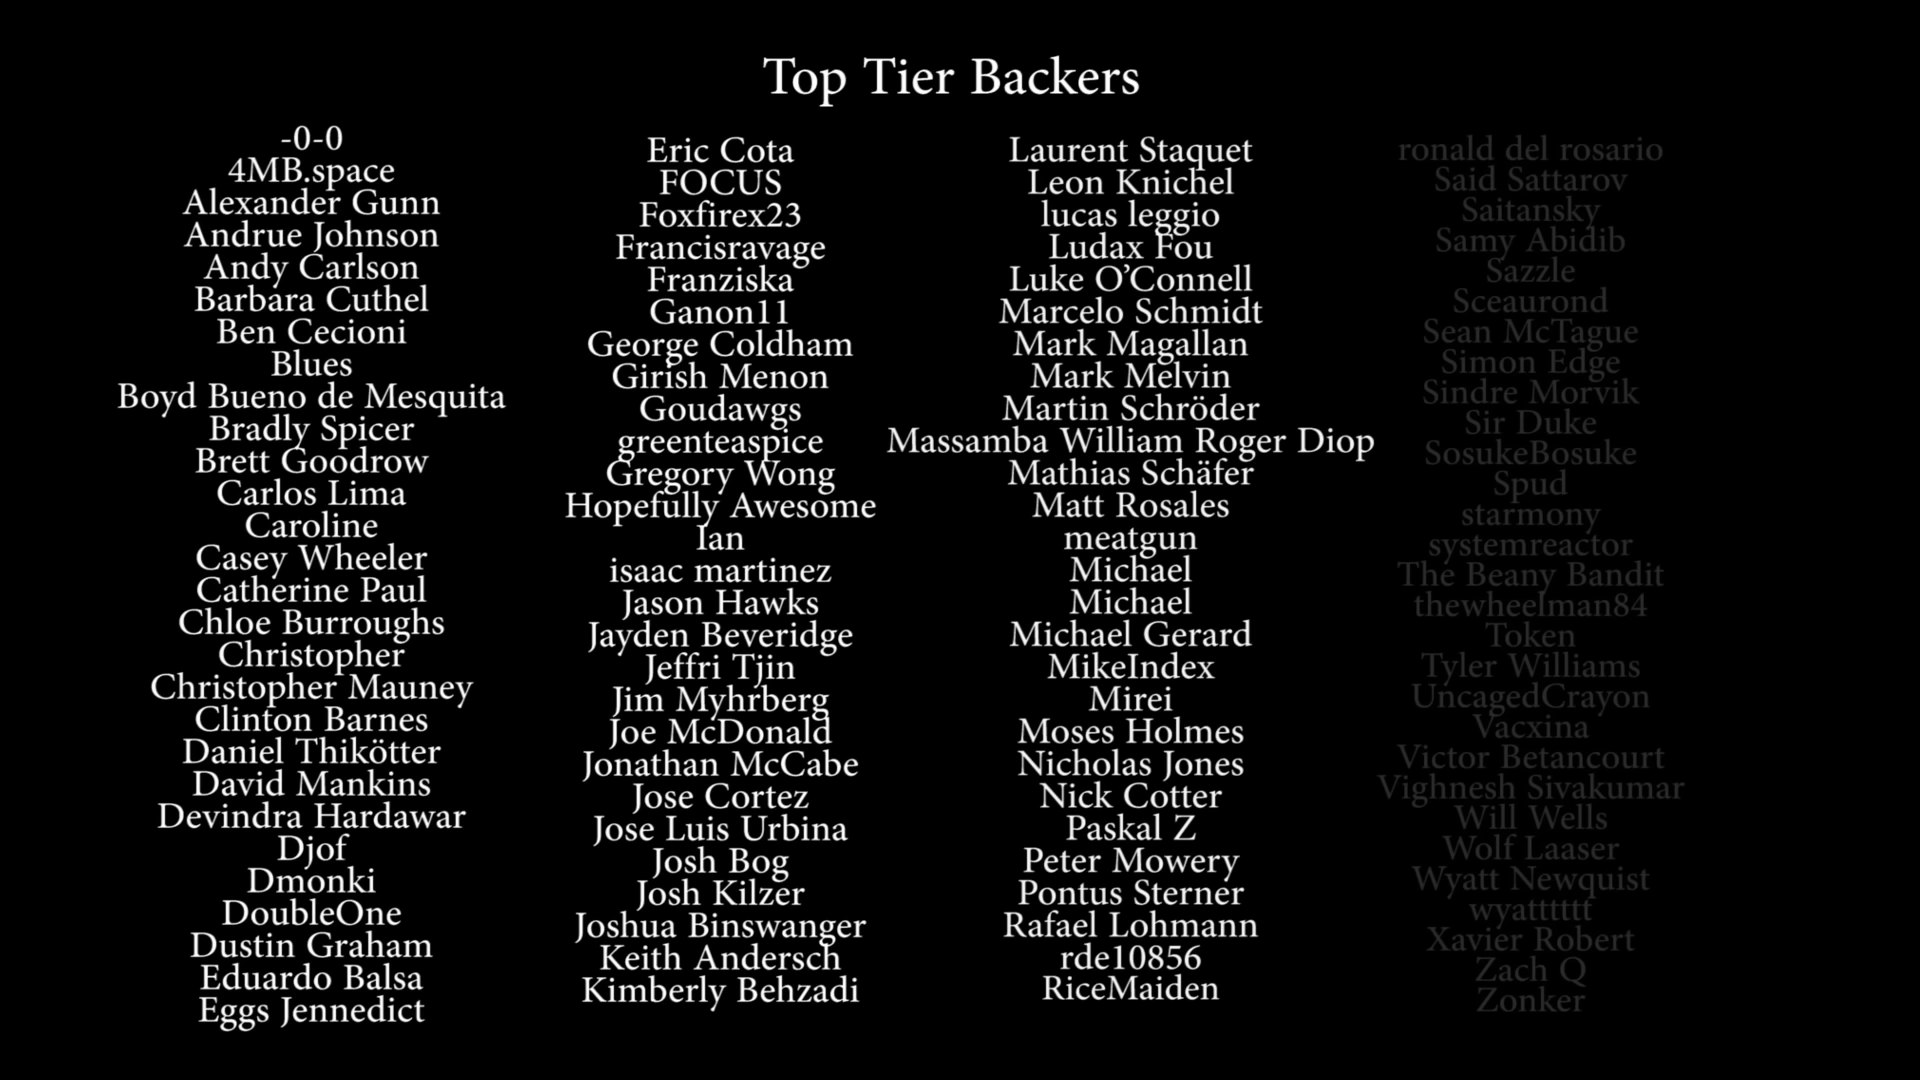 Top Tier Backers
-0-0
4MB.space
Alexander Gunn
Andrue Johnson
Andy Carlson
Barbara Cuthel
Ben Cecioni
Blues
Boyd Bueno de Mesquita
Bradly Spicer
Brett Goodrow
Carlos Lima
Caroline
Casey Wheeler
Catherine Paul
Chloe Burroughs
Christopher
Christopher Mauney
Clinton Barnes
Daniel Thikötter
David Mankins
Devindra Hardawar
Djof
Dmonki
DoubleOne
Dustin Graham
Eduardo Balsa
Eggs Jennedict
Eric Cota
FOCUS
Foxfirex23
Francisravage
Franziska
Ganon11
George Coldham
Girish Menon
Goudawgs
greenteaspice
Gregory Wong
Hopefully Awesome
Ian
isaac martinez
Jason Hawks
Jayden Beveridge
Jeffri Tjin
Jim Myhrberg
Joe McDonald
Jonathan McCabe
Jose Cortez
Jose Luis Urbina
Josh Bog
Josh Kilzer
Joshua Binswanger
Keith Andersch
Kimberly Behzadi
Laurent Staquet
Leon Knichel
lucas leggio
Ludax Fou
Luke O’Connell
Marcelo Schmidt
Mark Magallan
Mark Melvin
Martin Schröder
Massamba William Roger Diop
Mathias Schäfer
Matt Rosales
meatgun
Michael
Michael
Michael Gerard
MikeIndex
Mirei
Moses Holmes
Nicholas Jones
Nick Cotter
Paskal Z
Peter Mowery
Pontus Sterner
Rafael Lohmann
rde10856
RiceMaiden
ronald del rosario
Said Sattarov
Saitansky
Samy Abidib
Sazzle
Sceaurond
Sean McTague
Simon Edge
Sindre Morvik
Sir Duke
SosukeBosuke
Spud
starmony
systemreactor
The Beany Bandit
thewheelman84
Token
Tyler Williams
UncagedCrayon
Vacxina
Victor Betancourt
Vighnesh Sivakumar
Will Wells
Wolf Laaser
Wyatt Newquist
wyatttttt
Xavier Robert
Zach Q
Zonker